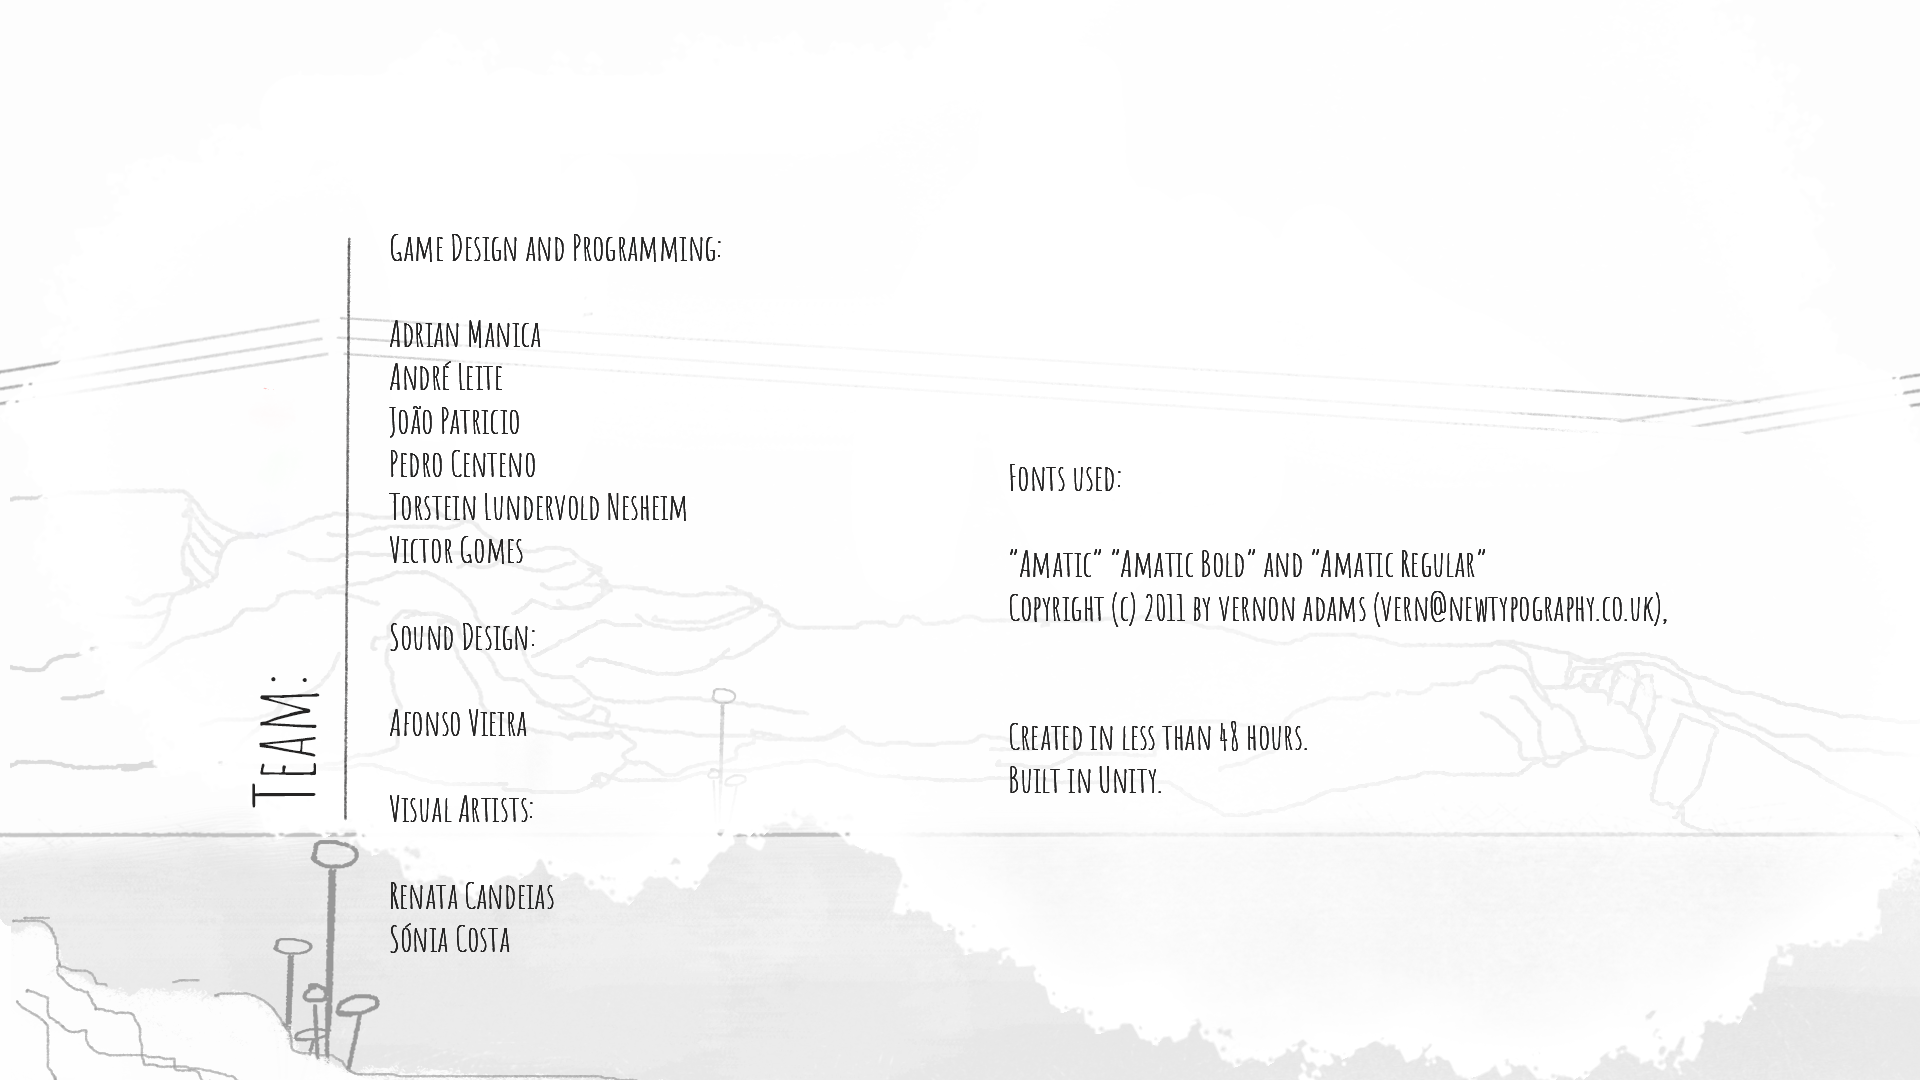 Team:
Game Design and Programming:
Adrian Manica
André Leite
João Patricio
Pedro Centeno
Torstein Lundervold Nesheim
Victor Gomes
Sound Design:
Afonso Vieira
Visual Artists:
Renata Candeias
Sónia Costa
Fonts used:
"Amatic" "Amatic Bold" and "Amatic Regular"
Copyright (c) 2011 by vernon adams (vern@newtypography.co.uk),
Created in less than 48 hours.
Built in Unity.